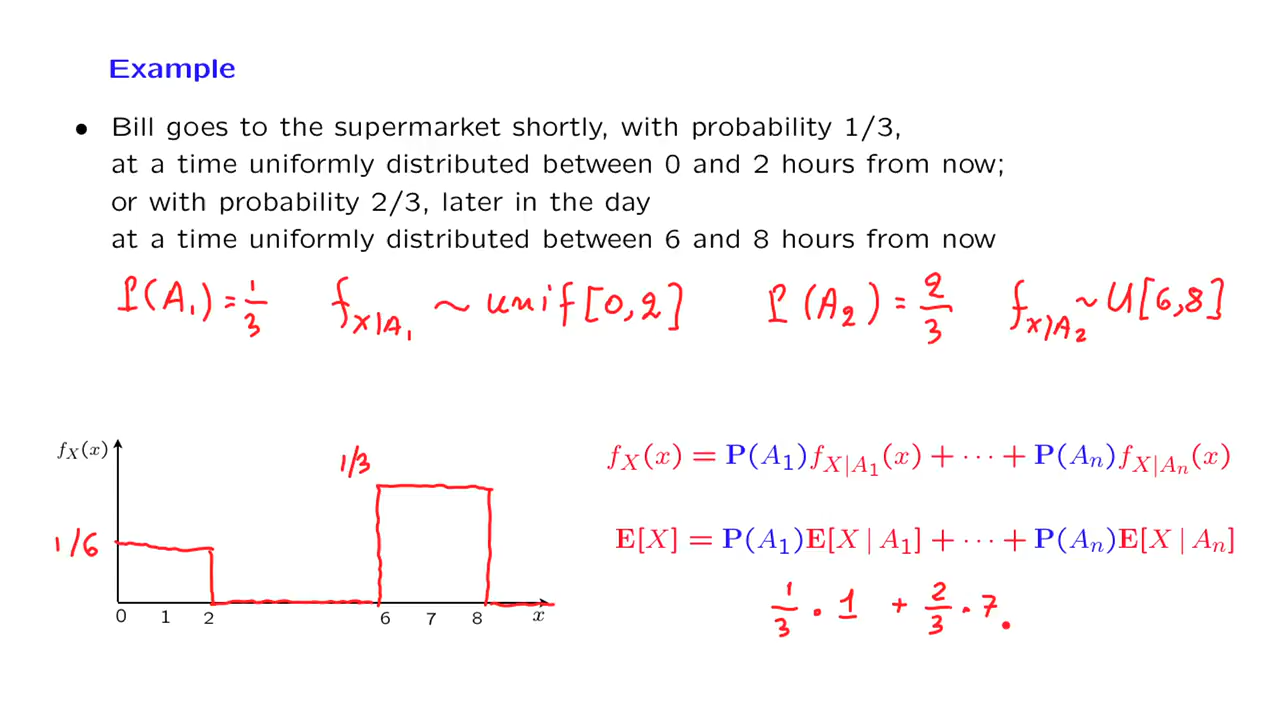 Example
• Bill goes to the supermarket shortly, with probability 1/3,
at a time uniformly distributed between 0 and 2 hours from now;
or with probability 2/3, later in the day
at a time uniformly distributed between 6 and 8 hours from now
P(A₁) = 1/3 f_{X|A₁} ~ unif[0,2] P(A₂) = 2/3 f_{X|A₂} ~ U[6,8]
f_X(x)
1/3
1/6
0 1 2 6 7 8 x
f_X(x) = P(A₁)f_{X|A₁}(x) + ··· + P(Aₙ)f_{X|Aₙ}(x)
E[X] = P(A₁)E[X | A₁] + ··· + P(Aₙ)E[X | Aₙ]
1/3 · 1 + 2/3 · 7.